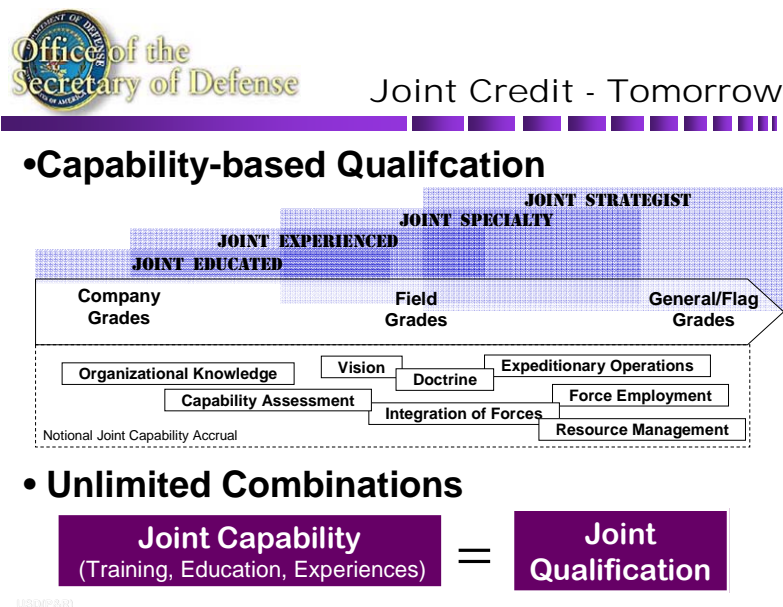 Office of the
Secretary of Defense
Joint Credit - Tomorrow
•Capability-based Qualifcation
JOINT STRATEGIST
JOINT SPECIALTY
JOINT EXPERIENCED
JOINT EDUCATED
Company
Grades
Field
Grades
General/Flag
Grades
Organizational Knowledge
Vision
Doctrine
Expeditionary Operations
Capability Assessment
Integration of Forces
Force Employment
Resource Management
Notional Joint Capability Accrual
• Unlimited Combinations
Joint Capability
(Training, Education, Experiences)
=
Joint
Qualification